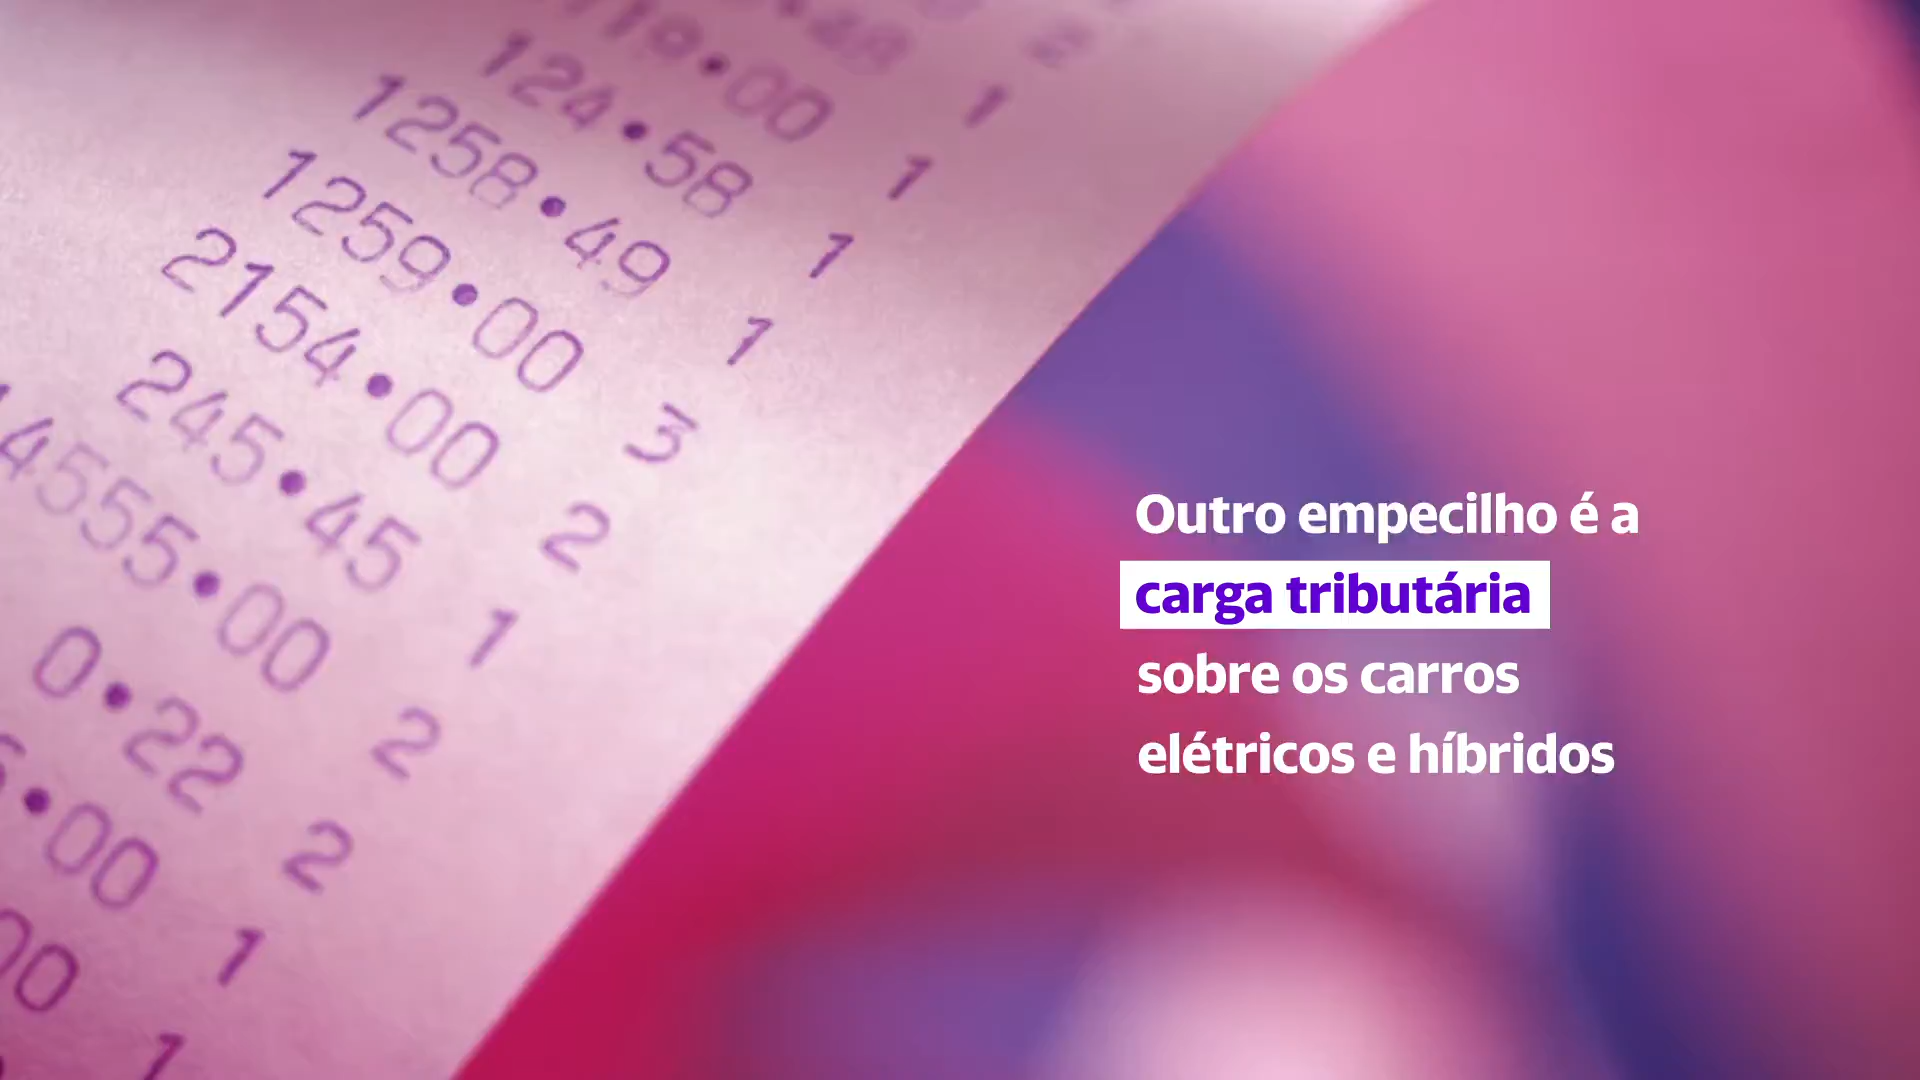 124•58 1
1258•49 1
1259•00 1
2154•00 3
245•45 2
4555•00 1
0•22 2
•00 2
00 1
1
Outro empecilho é a
carga tributária
sobre os carros
elétricos e híbridos